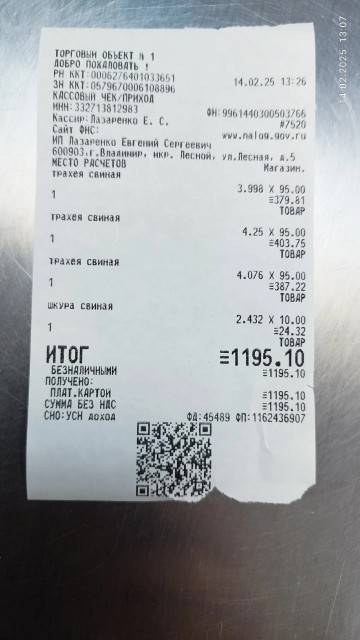 ТОРГОВЫЙ ОБЪЕКТ N 1
ДОБРО ПОЖАЛОВАТЬ !
РН ККТ:0006276401033651 14.02.25 13:26
ЗН ККТ:0579670006108896
КАССОВЫЙ ЧЕК/ПРИХОД
ИНН:332713812983 ФН:9961440300503766
Кассир:Лазаренко Е. С. #7520
Сайт ФНС: www.nalog.gov.ru
ИП Лазаренко Евгений Сергеевич
600903,г.Владимир, мкр. Лесной, ул.Лесная, д.5
МЕСТО РАСЧЕТОВ Магазин.
трахея свиная
3.998 X 95.00
1 ≡379.81
ТОВАР
трахея свиная
4.25 X 95.00
1 ≡403.75
ТОВАР
трахея свиная
4.076 X 95.00
1 ≡387.22
ТОВАР
шкура свиная
2.432 X 10.00
1 ≡24.32
ТОВАР
ИТОГ ≡1195.10
БЕЗНАЛИЧНЫМИ ≡1195.10
ПОЛУЧЕНО:
ПЛАТ.КАРТОЙ ≡1195.10
СУММА БЕЗ НДС ≡1195.10
СНО:УСН доход ФД:45489 ФП:1162436907
14.02.2025 13:07